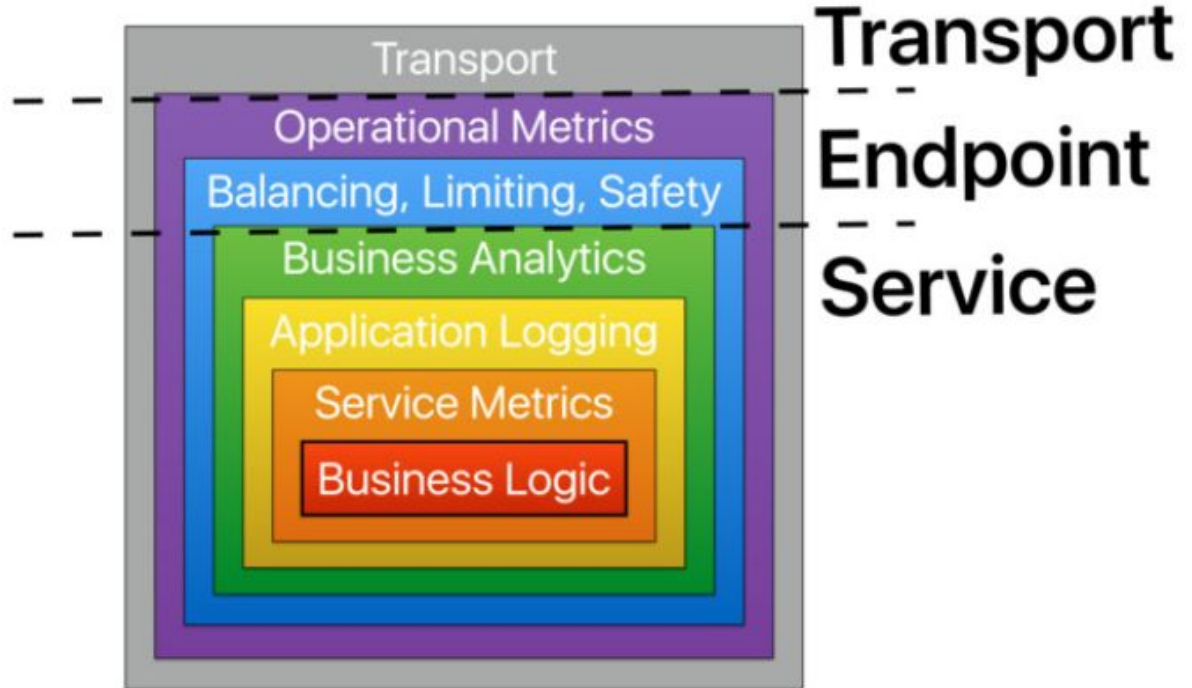 Transport
Transport
Operational Metrics
Endpoint
Balancing, Limiting, Safety
Business Analytics
Service
Application Logging
Service Metrics
Business Logic